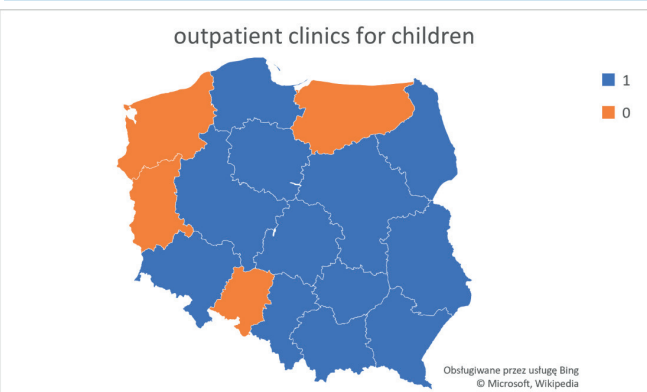 outpatient clinics for children
1
0
Obsługiwane przez usługę Bing
© Microsoft, Wikipedia